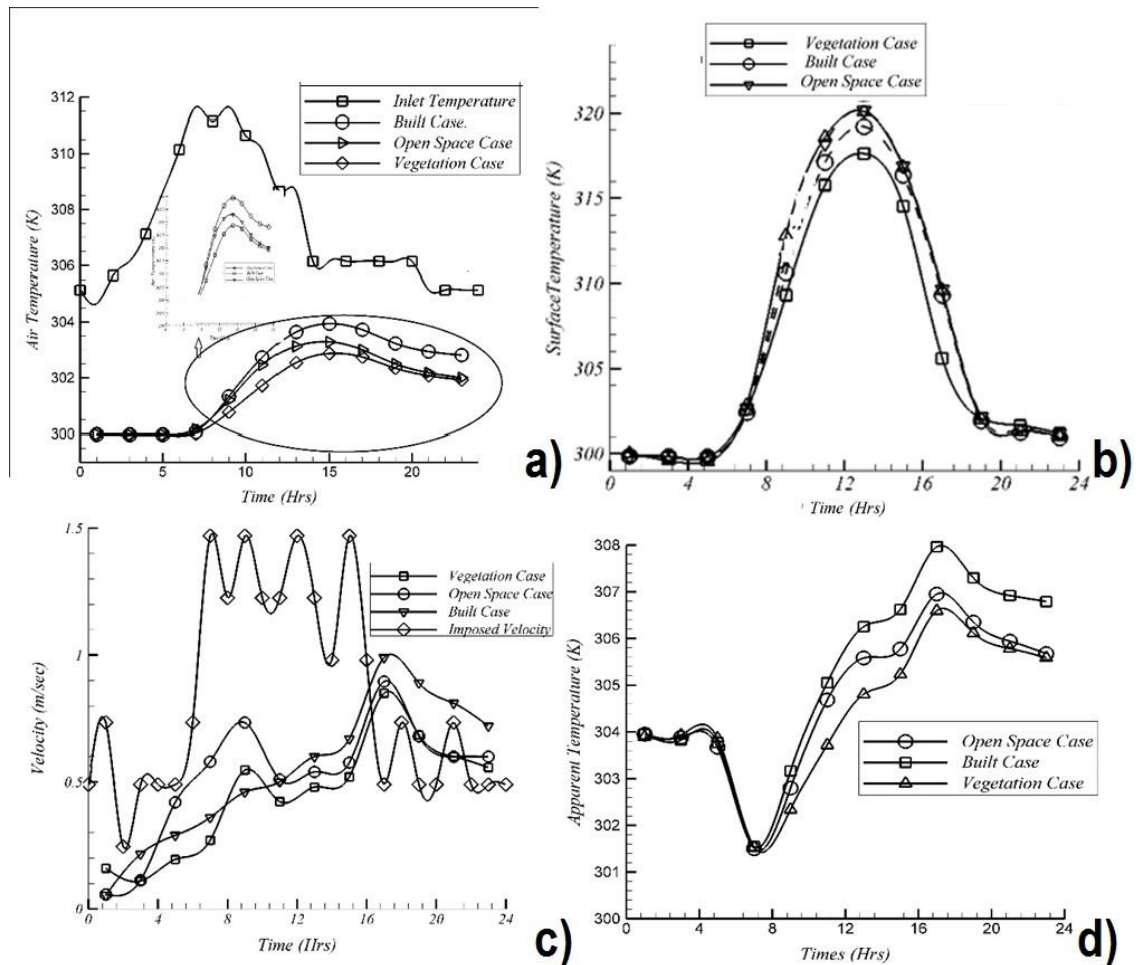 a)
Inlet Temperature
Built Case.
Open Space Case
Vegetation Case
Air Temperature (K)
312
310
308
306
304
302
300
0
5
10
15
20
Time (Hrs)
b)
Vegetation Case
Built Case
Open Space Case
SurfaceTemperature (K)
320
315
310
305
300
0
4
8
12
16
20
24
Time (Hrs)
c)
Vegetation Case
Open Space Case
Built Case
Imposed Velocity
Velocity (m/sec)
1.5
1
0.5
0
0
4
8
12
16
20
24
Time (Hrs)
d)
Open Space Case
Built Case
Vegetation Case
Apparent Temperature (K)
308
307
306
305
304
303
302
301
300
0
4
8
12
16
20
24
Times (Hrs)